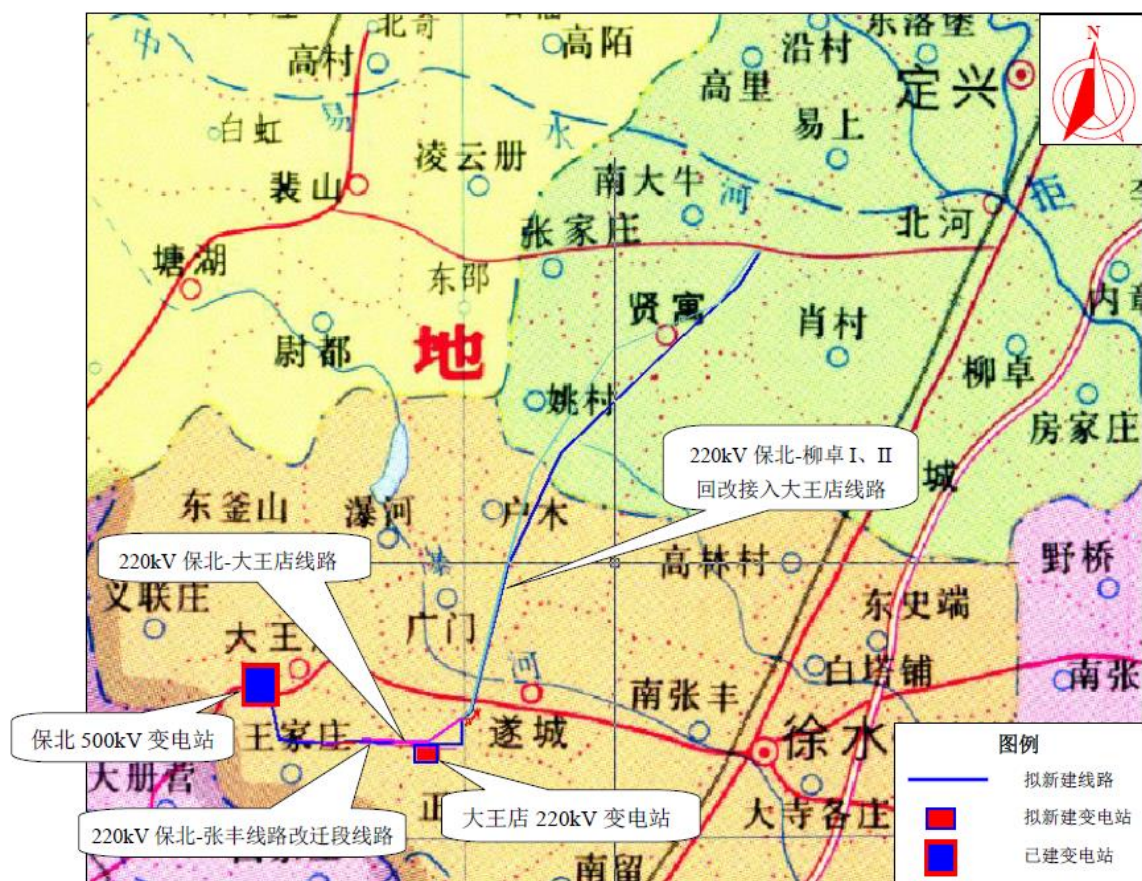 北哥
高村
高陌
沿村
东洛堡
N
高里
定兴
易
水
白虹
易上
凌云册
裴山
南大牛
河
北河
张家庄
塘湖
东邵
贤寓
肖村
尉都
地
柳卓
姚村
房家庄
220kV 保北-柳卓 I、II
回改接入大王店线路
城
东釜山
瀑河
户木
220kV 保北-大王店线路
高林村
野桥
义联庄
东史端
广门
大王
河
白塔铺
南张丰
南张
保北 500kV 变电站
王家庄
遂城
徐水
图例
大册营
拟新建线路
正
大王店 220kV 变电站
大寺各庄
拟新建变电站
220kV 保北-张丰线路改迁段线路
南留
已建变电站